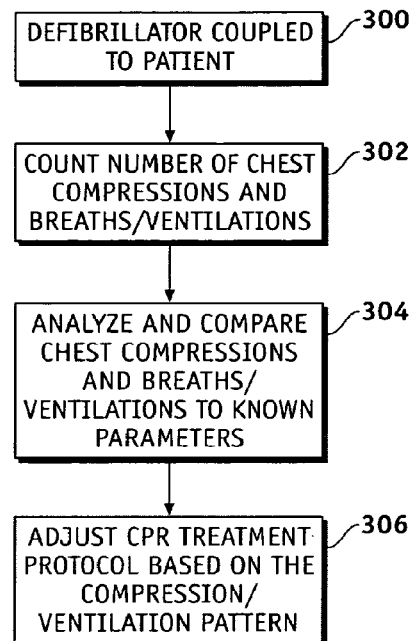 DEFIBRILLATOR COUPLED
TO PATIENT
300
COUNT NUMBER OF CHEST
COMPRESSIONS AND
BREATHS/VENTILATIONS
302
ANALYZE AND COMPARE
CHEST COMPRESSIONS
AND BREATHS/
VENTILATIONS TO KNOWN
PARAMETERS
304
ADJUST CPR TREATMENT
PROTOCOL BASED ON THE
COMPRESSION/
VENTILATION PATTERN
306